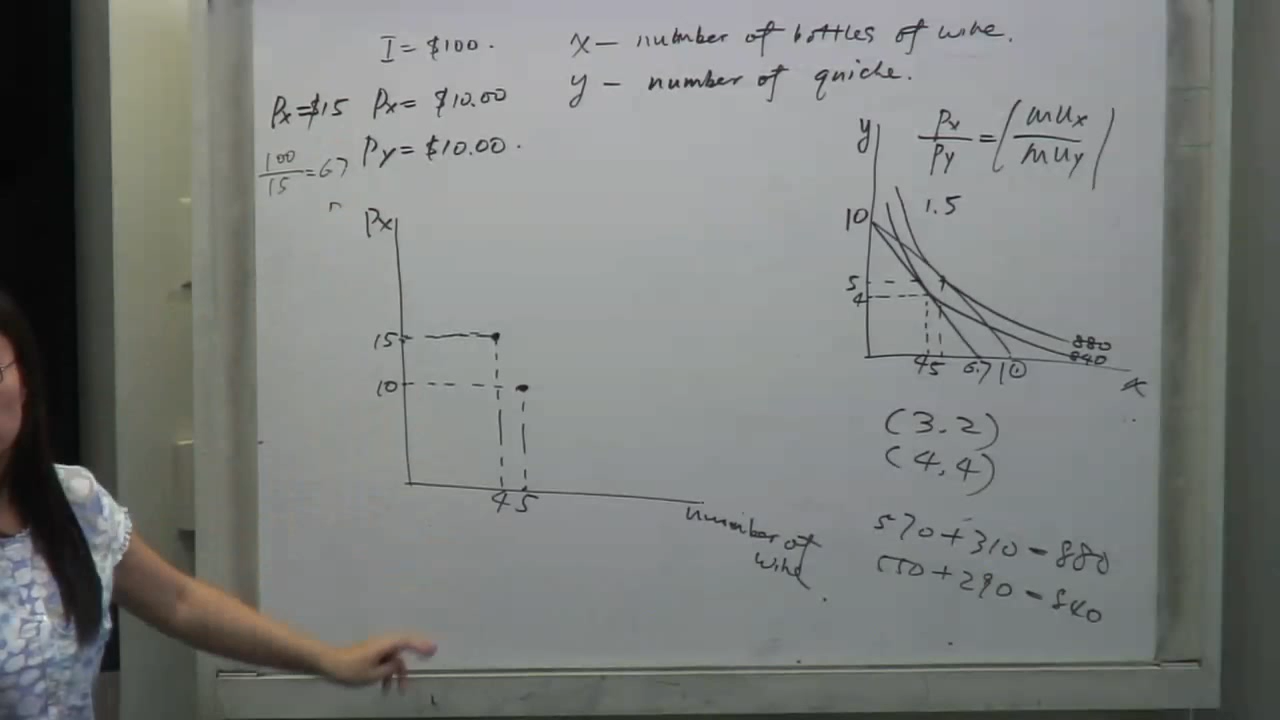 I = $100.
x – number of bottles of wine.
y – number of quiche.
Px = $15 Px = $10.00
Py = $10.00.
100
15 = 67
Px
15
10
4 5
number of
wine.
y
Px
Py = ( MUx
MUy )
1.5
10
5
4
880
840
4 5 6.7 10
x
(3.2)
(4,4)
570 + 310 = 880
550 + 290 = 840